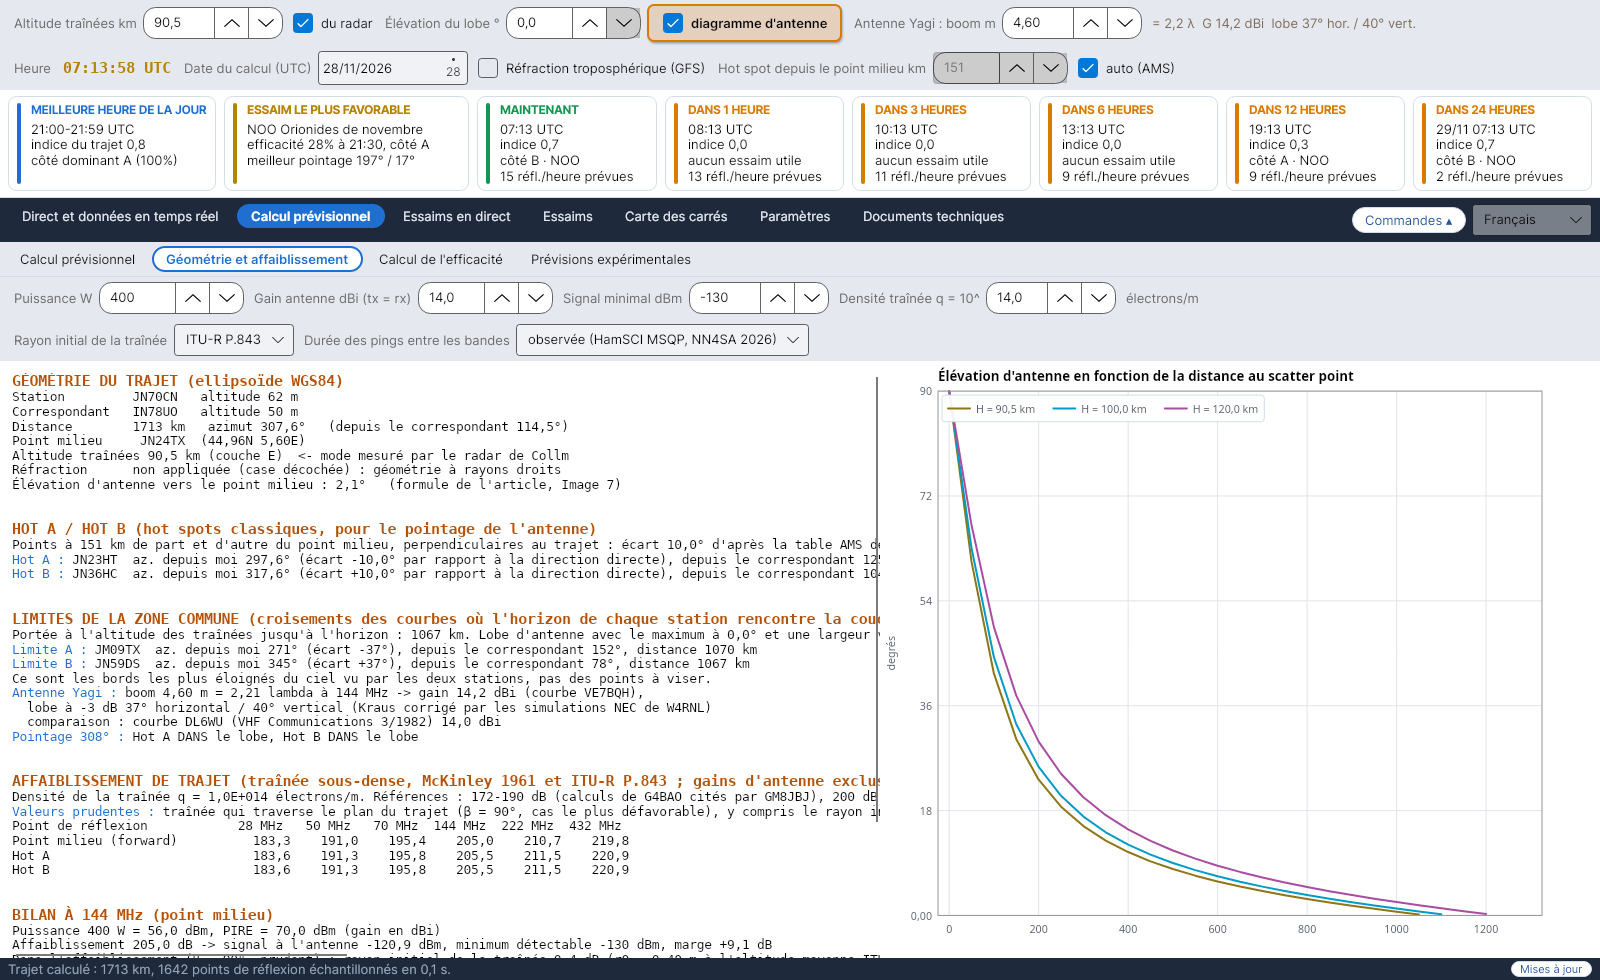 Altitude traînées km 90,5 du radar Élévation du lobe ° 0,0 diagramme d'antenne Antenne Yagi : boom m 4,60 = 2,2 λ G 14,2 dBi lobe 37° hor. / 40° vert.
Heure 07:13:58 UTC Date du calcul (UTC) 28/11/2026 28 Réfraction troposphérique (GFS) Hot spot depuis le point milieu km 151 auto (AMS)
MEILLEURE HEURE DE LA JOUR
21:00-21:59 UTC
indice du trajet 0,8
côté dominant A (100%)
ESSAIM LE PLUS FAVORABLE
NOO Orionides de novembre
efficacité 28% à 21:30, côté A
meilleur pointage 197° / 17°
MAINTENANT
07:13 UTC
indice 0,7
côté B · NOO
15 réfl./heure prévues
DANS 1 HEURE
08:13 UTC
indice 0,0
aucun essaim utile
13 réfl./heure prévues
DANS 3 HEURES
10:13 UTC
indice 0,0
aucun essaim utile
11 réfl./heure prévues
DANS 6 HEURES
13:13 UTC
indice 0,0
aucun essaim utile
9 réfl./heure prévues
DANS 12 HEURES
19:13 UTC
indice 0,3
côté A · NOO
9 réfl./heure prévues
DANS 24 HEURES
29/11 07:13 UTC
indice 0,7
côté B · NOO
2 réfl./heure prévues
Direct et données en temps réel Calcul prévisionnel Essaims en direct Essaims Carte des carrés Paramètres Documents techniques Commandes ▴ Français
Calcul prévisionnel Géométrie et affaiblissement Calcul de l'efficacité Prévisions expérimentales
Puissance W 400 Gain antenne dBi (tx = rx) 14,0 Signal minimal dBm -130 Densité traînée q = 10^ 14,0 électrons/m
Rayon initial de la traînée ITU-R P.843 Durée des pings entre les bandes observée (HamSCI MSQP, NN4SA 2026)
GÉOMÉTRIE DU TRAJET (ellipsoïde WGS84)
Station JN70CN altitude 62 m
Correspondant IN78UO altitude 50 m
Distance 1713 km azimut 307,6° (depuis le correspondant 114,5°)
Point milieu JN24TX (44,96N 5,60E)
Altitude traînées 90,5 km (couche E) <- mode mesuré par le radar de Collm
Réfraction non appliquée (case décochée) : géométrie à rayons droits
Élévation d'antenne vers le point milieu : 2,1° (formule de l'article, Image 7)
HOT A / HOT B (hot spots classiques, pour le pointage de l'antenne)
Points à 151 km de part et d'autre du point milieu, perpendiculaires au trajet : écart 10,0° d'après la table AMS
Hot A : JN23HT az. depuis moi 297,6° (écart -10,0° par rapport à la direction directe), depuis le correspondant
Hot B : JN36HC az. depuis moi 317,6° (écart +10,0° par rapport à la direction directe), depuis le correspondant
LIMITES DE LA ZONE COMMUNE (croisements des courbes où l'horizon de chaque station rencontre la
Portée à l'altitude des traînées jusqu'à l'horizon : 1067 km. Lobe d'antenne avec le maximum à 0,0° et une largeur
Limite A : JM09TX az. depuis moi 271° (écart -37°), depuis le correspondant 152°, distance 1070 km
Limite B : JN59DS az. depuis moi 345° (écart +37°), depuis le correspondant 78°, distance 1067 km
Ce sont les bords les plus éloignés du ciel vu par les deux stations, pas des points à viser.
Antenne Yagi : boom 4,60 m = 2,21 lambda à 144 MHz -> gain 14,2 dBi (courbe VE7BQH),
lobe à -3 dB 37° horizontal / 40° vertical (Kraus corrigé par les simulations NEC de W4RNL)
comparaison : courbe DL6WU (VHF Communications 3/1982) 14,0 dBi
Pointage 308° : Hot A DANS le lobe, Hot B DANS le lobe
AFFAIBLISSEMENT DE TRAJET (traînée sous-dense, McKinley 1961 et ITU-R P.843 ; gains d'antenne
Densité de la traînée q = 1,0E+014 électrons/m. Références : 172-190 dB (calculs de G4BAO cités par GM8JBJ), 200 dB
Valeurs prudentes : traînée qui traverse le plan du trajet (β = 90°, cas le plus défavorable), y compris le rayon
Point de réflexion 28 MHz 50 MHz 70 MHz 144 MHz 222 MHz 432 MHz
Point milieu (forward) 183,3 191,0 195,4 205,0 210,7 219,8
Hot A 183,6 191,3 195,8 205,5 211,5 220,9
Hot B 183,6 191,3 195,8 205,5 211,5 220,9
BILAN À 144 MHz (point milieu)
Puissance 400 W = 56,0 dBm, PIRE = 70,0 dBm (gain en dBi)
Affaiblissement 205,0 dB -> signal à l'antenne -120,9 dBm, minimum détectable -130 dBm, marge +9,1 dB
Élévation d'antenne en fonction de la distance au scatter point
H = 90,5 km H = 100,0 km H = 120,0 km
degrés
90
72
54
36
18
0,00
0 200 400 600 800 1000 1200
Trajet calculé : 1713 km, 1642 points de réflexion échantillonnés en 0,1 s. Mises à jour